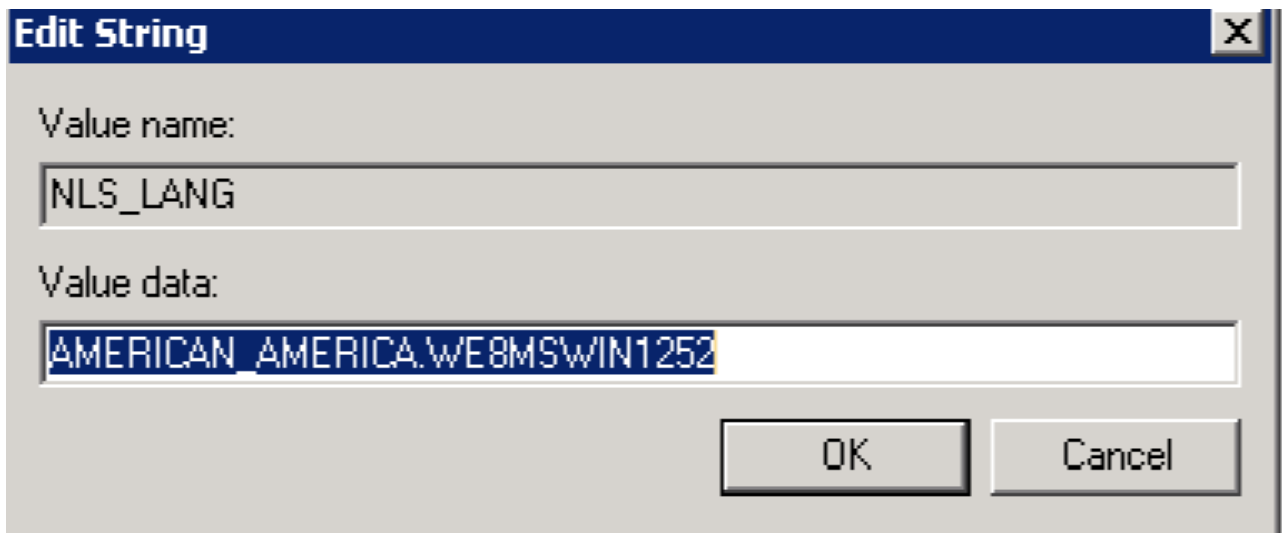 Edit String
Value name:
NLS_LANG
Value data:
AMERICAN_AMERICA.WE8MSWIN1252
OK Cancel